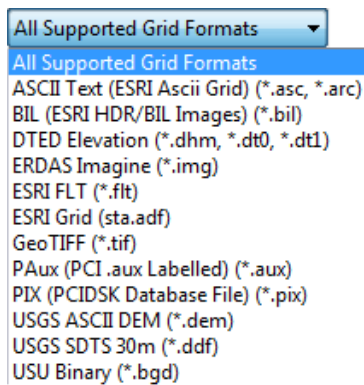 All Supported Grid Formats
All Supported Grid Formats
ASCII Text (ESRI Ascii Grid) (*.asc, *.arc)
BIL (ESRI HDR/BIL Images) (*.bil)
DTED Elevation (*.dhm, *.dt0, *.dt1)
ERDAS Imagine (*.img)
ESRI FLT (*.flt)
ESRI Grid (sta.adf)
GeoTIFF (*.tif)
PAux (PCI .aux Labelled) (*.aux)
PIX (PCIDSK Database File) (*.pix)
USGS ASCII DEM (*.dem)
USGS SDTS 30m (*.ddf)
USU Binary (*.bgd)